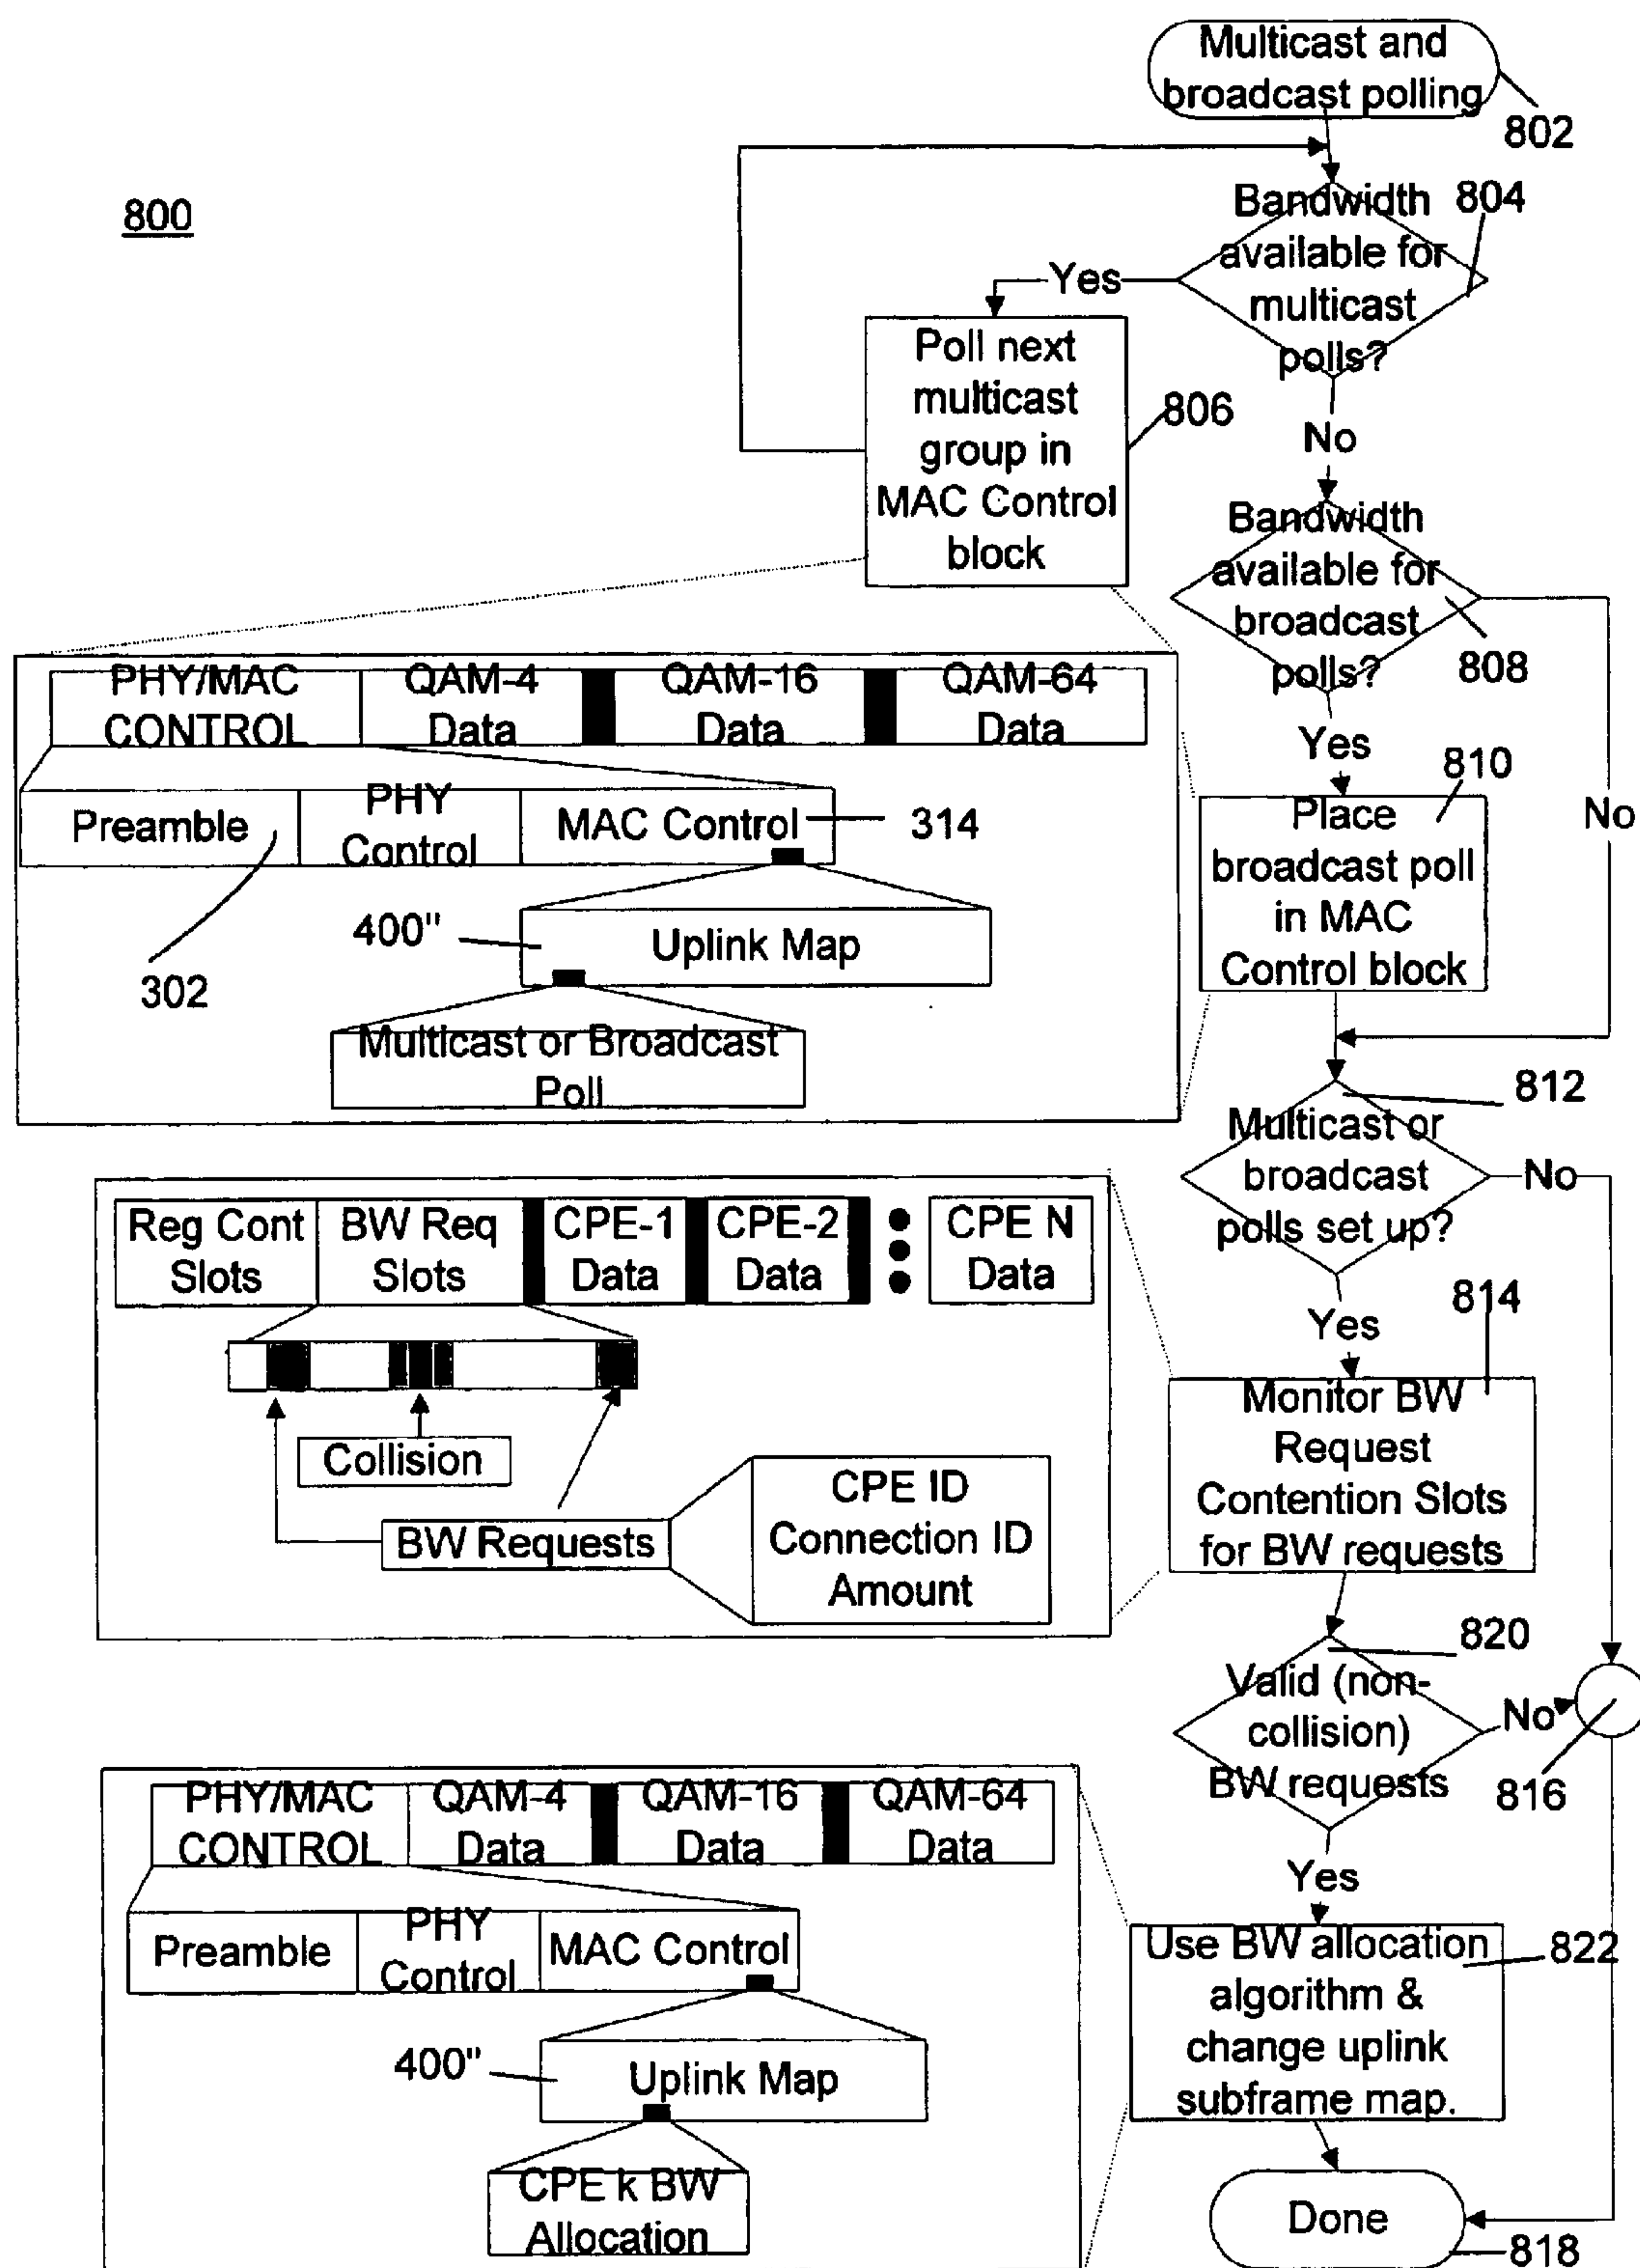 Multicast and
broadcast polling
802
800
Bandwidth
available for
multicast
polls?
804
Yes
Poll next
multicast
group in
MAC Control
block
806
No
Bandwidth
available for
broadcast
polls?
808
Yes
No
810
Place
broadcast poll
in MAC
Control block
PHY/MAC
CONTROL
QAM-4
Data
QAM-16
Data
QAM-64
Data
Preamble
PHY
Control
MAC Control
314
302
400"
Uplink Map
Multicast or Broadcast
Poll
812
Multicast or
broadcast
polls set up?
No
Yes
814
Monitor BW
Request
Contention Slots
for BW requests
Reg Cont
Slots
BW Req
Slots
CPE-1
Data
CPE-2
Data
CPE N
Data
Collision
BW Requests
CPE ID
Connection ID
Amount
820
Valid (non-
collision)
BW requests
No
816
Yes
Use BW allocation
algorithm &
change uplink
subframe map.
822
PHY/MAC
CONTROL
QAM-4
Data
QAM-16
Data
QAM-64
Data
Preamble
PHY
Control
MAC Control
400"
Uplink Map
CPE k BW
Allocation
Done
818